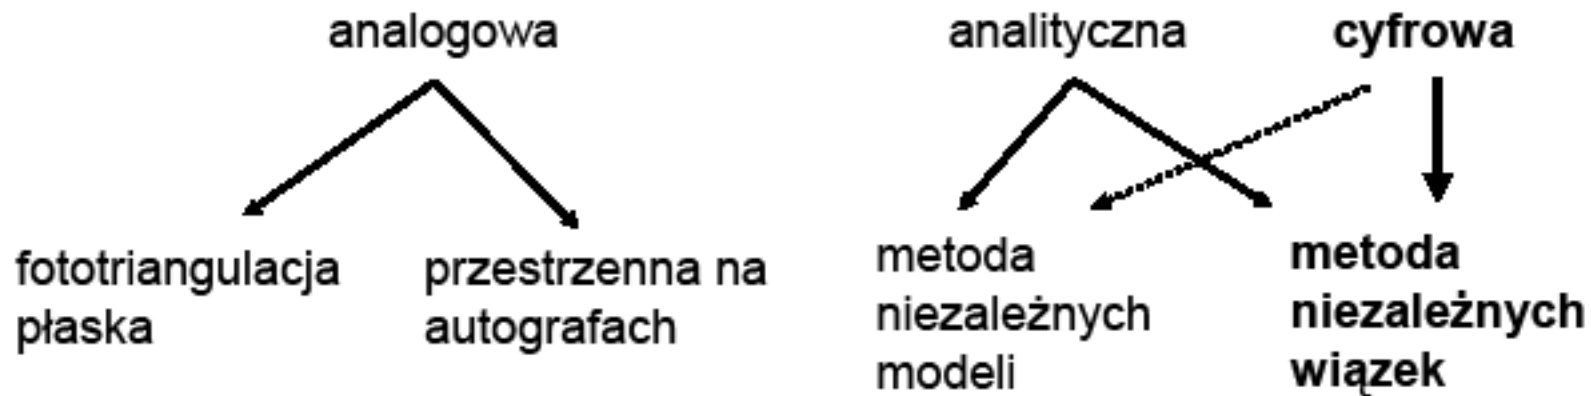 analogowa
analityczna
cyfrowa
fototriangulacja
płaska
przestrzenna na
autografach
metoda
niezależnych
modeli
metoda
niezależnych
wiązek